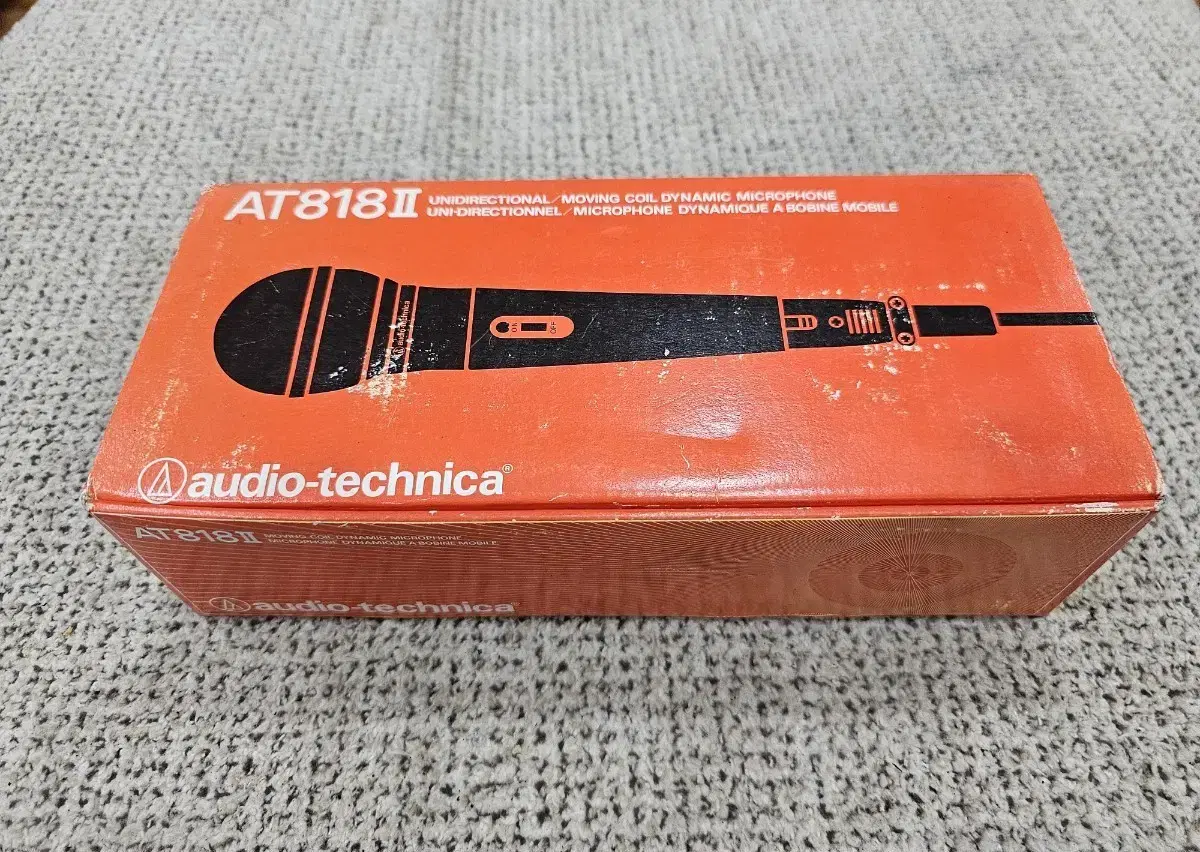 AT818II
UNIDIRECTIONAL/MOVING COIL DYNAMIC MICROPHONE
UNI-DIRECTIONNEL/MICROPHONE DYNAMIQUE À BOBINE MOBILE
audio-technica
ON
OFF
audio-technica®
AT818II
MOVING COIL DYNAMIC MICROPHONE
MICROPHONE DYNAMIQUE À BOBINE MOBILE
audio-technica®